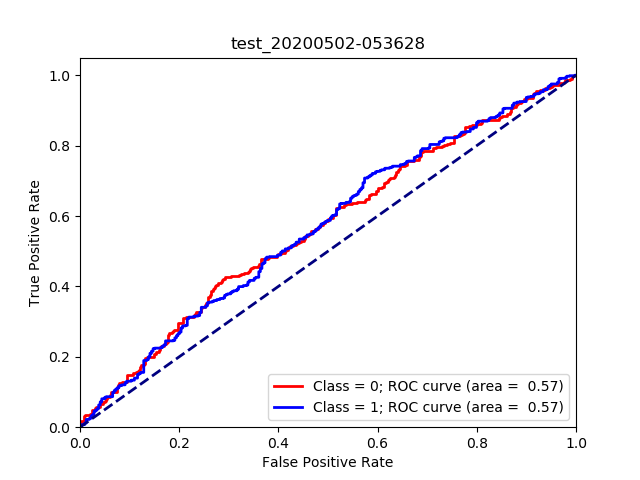 test_20200502-053628
True Positive Rate
1.0
0.8
0.6
0.4
0.2
0.0
0.0 0.2 0.4 0.6 0.8 1.0
False Positive Rate
Class = 0; ROC curve (area =  0.57)
Class = 1; ROC curve (area =  0.57)